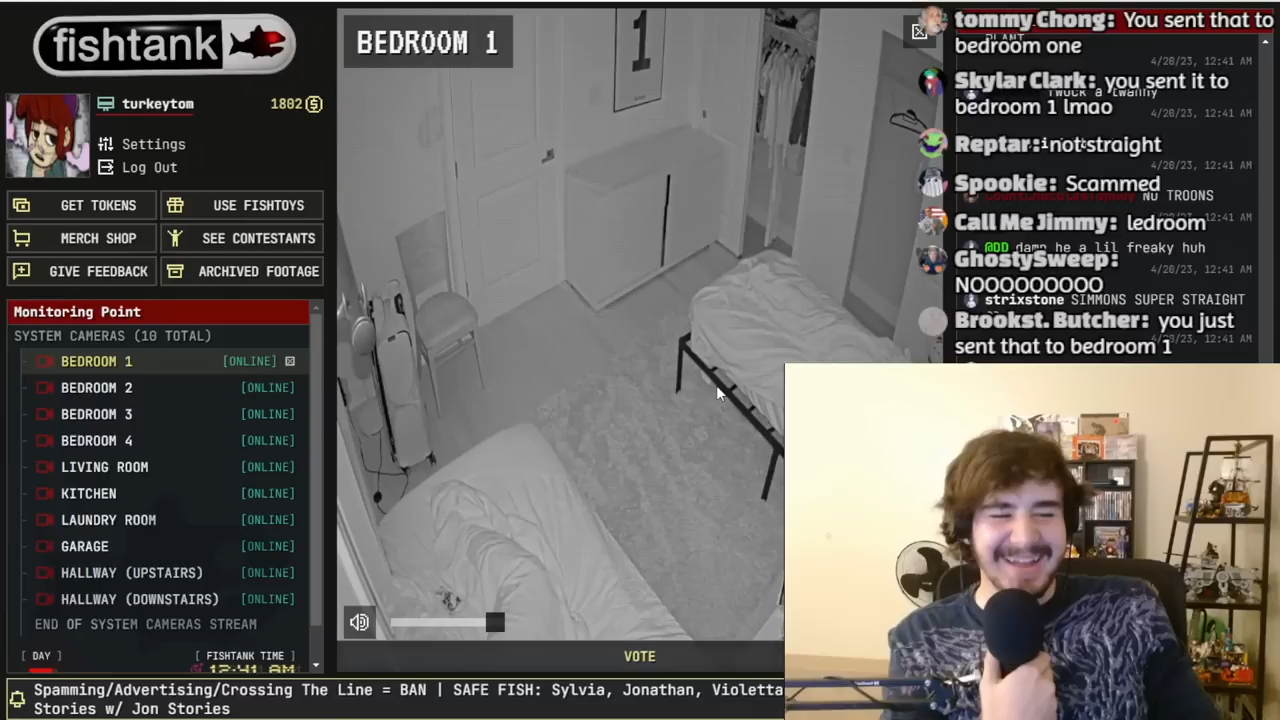 fishtank
turkeytom
1802
Settings
Log Out
GET TOKENS
USE FISHTOYS
MERCH SHOP
SEE CONTESTANTS
GIVE FEEDBACK
ARCHIVED FOOTAGE
Monitoring Point
SYSTEM CAMERAS (10 TOTAL)
BEDROOM 1 [ONLINE]
BEDROOM 2 [ONLINE]
BEDROOM 3 [ONLINE]
BEDROOM 4 [ONLINE]
LIVING ROOM [ONLINE]
KITCHEN [ONLINE]
LAUNDRY ROOM [ONLINE]
GARAGE [ONLINE]
HALLWAY (UPSTAIRS) [ONLINE]
HALLWAY (DOWNSTAIRS) [ONLINE]
END OF SYSTEM CAMERAS STREAM
[ DAY ] [ FISHTANK TIME ]
12:41 AM
BEDROOM 1
1
VOTE
tommy Chong: You sent that to
bedroom one
4/20/23, 12:41 AM
Skylar Clark: you sent it to
bedroom 1 lmao
4/20/23, 12:41 AM
Reptar: not straight
4/20/23, 12:41 AM
Spookie: Scammed
NO TROONS
4/20/23, 12:41 AM
Call Me Jimmy: ledroom
@DD damn he a lil freaky huh
GhostySweep:
4/20/23, 12:41 AM
NOOOOOOOOO
strixstone SIMMONS SUPER STRAIGHT
Brookst. Butcher: you just
4/20/23, 12:41 AM
sent that to bedroom 1
Spamming/Advertising/Crossing The Line = BAN | SAFE FISH: Sylvia, Jonathan, Violetta
Stories w/ Jon Stories